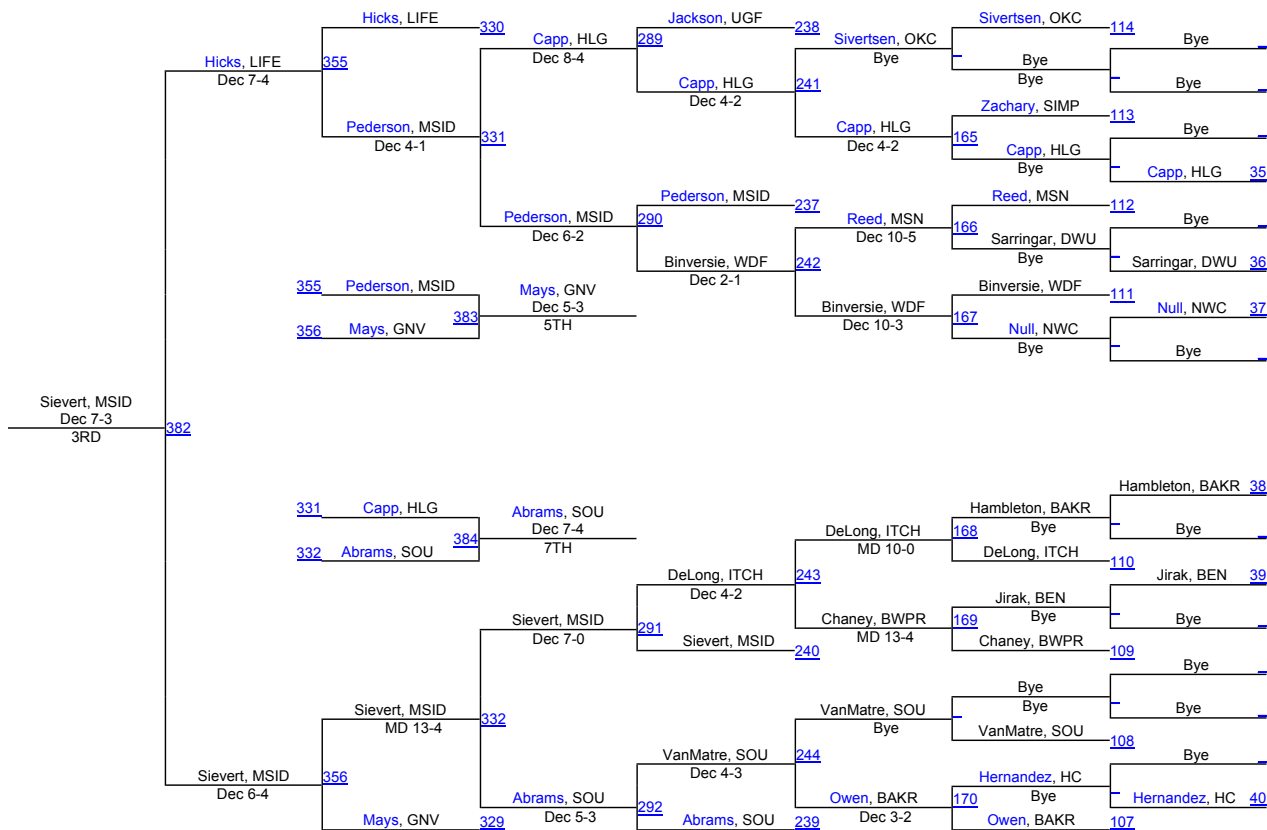 Hicks, LIFE 330
Jackson, UGF 238
Sivertsen, OKC 114
Capp, HLG 289
Dec 8-4
Sivertsen, OKC
Bye
Bye
Hicks, LIFE 355
Dec 7-4
Bye
Bye
Capp, HLG 241
Dec 4-2
Bye
Zachary, SIMP 113
Pederson, MSID 331
Dec 4-1
Capp, HLG 165
Dec 4-2
Bye
Capp, HLG
Bye
Capp, HLG 35
Pederson, MSID 237
Reed, MSN 112
Pederson, MSID 290
Dec 6-2
Reed, MSN 166
Dec 10-5
Bye
Sarringar, DWU
Bye
Binversie, WDF 242
Dec 2-1
Sarringar, DWU 36
355 Pederson, MSID
383
Mays, GNV
Dec 5-3
5TH
Binversie, WDF 111
356 Mays, GNV
Binversie, WDF 167
Dec 10-3
Null, NWC 37
Null, NWC
Bye
Bye
Sievert, MSID
Dec 7-3
3RD
382
Hambleton, BAKR 38
331 Capp, HLG
384
Abrams, SOU
Dec 7-4
7TH
Hambleton, BAKR
Bye
332 Abrams, SOU
DeLong, ITCH 168
MD 10-0
Bye
DeLong, ITCH 110
DeLong, ITCH 243
Dec 4-2
Jirak, BEN 39
Jirak, BEN
Bye
Sievert, MSID 291
Dec 7-0
Chaney, BWPR 169
MD 13-4
Bye
Sievert, MSID 240
Chaney, BWPR 109
Bye
Bye
Bye
Sievert, MSID 332
MD 13-4
VanMatre, SOU
Bye
Bye
VanMatre, SOU 108
VanMatre, SOU 244
Dec 4-3
Bye
Sievert, MSID 356
Dec 6-4
Hernandez, HC
Bye
Abrams, SOU 292
Dec 5-3
Owen, BAKR 170
Dec 3-2
Hernandez, HC 40
Mays, GNV 329
Abrams, SOU 239
Owen, BAKR 107